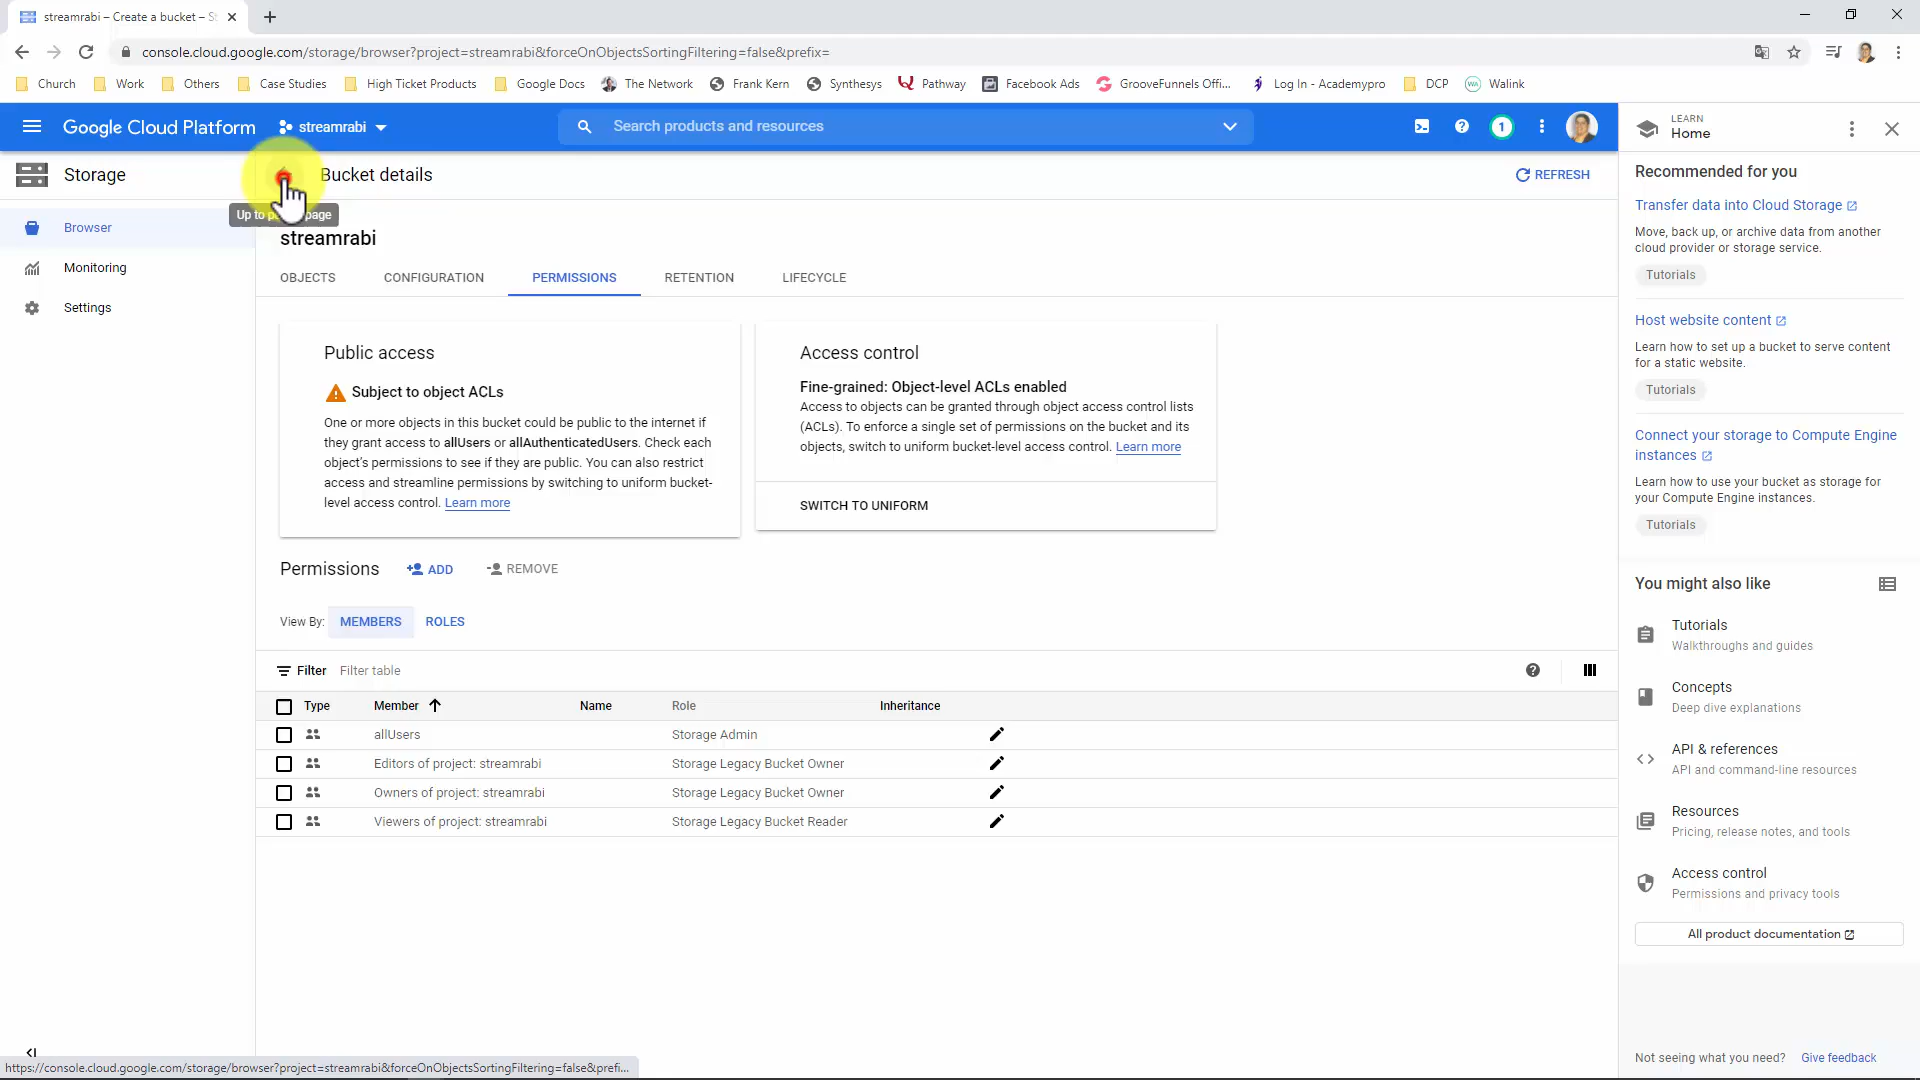 streamrabi – Create a bucket – St
console.cloud.google.com/storage/browser?project=streamrabi&forceOnObjectsSortingFiltering=false&prefix=
Church Work Others Case Studies High Ticket Products Google Docs The Network Frank Kern Synthesys Pathway Facebook Ads GrooveFunnels Offi... Log In - Academypro DCP Walink
Google Cloud Platform streamrabi Search products and resources 1
LEARN
Home
Storage
Bucket details
REFRESH
Up to page
Browser
Monitoring
Settings
streamrabi
OBJECTS CONFIGURATION PERMISSIONS RETENTION LIFECYCLE
Public access
Subject to object ACLs
One or more objects in this bucket could be public to the internet if
they grant access to allUsers or allAuthenticatedUsers. Check each
object's permissions to see if they are public. You can also restrict
access and streamline permissions by switching to uniform bucket-
level access control. Learn more
Access control
Fine-grained: Object-level ACLs enabled
Access to objects can be granted through object access control lists
(ACLs). To enforce a single set of permissions on the bucket and its
objects, switch to uniform bucket-level access control. Learn more
SWITCH TO UNIFORM
Permissions ADD REMOVE
View By: MEMBERS ROLES
Filter Filter table
Type Member Name Role Inheritance
allUsers Storage Admin
Editors of project: streamrabi Storage Legacy Bucket Owner
Owners of project: streamrabi Storage Legacy Bucket Owner
Viewers of project: streamrabi Storage Legacy Bucket Reader
Recommended for you
Transfer data into Cloud Storage
Move, back up, or archive data from another
cloud provider or storage service.
Tutorials
Host website content
Learn how to set up a bucket to serve content
for a static website.
Tutorials
Connect your storage to Compute Engine
instances
Learn how to use your bucket as storage for
your Compute Engine instances.
Tutorials
You might also like
Tutorials
Walkthroughs and guides
Concepts
Deep dive explanations
API & references
API and command-line resources
Resources
Pricing, release notes, and tools
Access control
Permissions and privacy tools
All product documentation
Not seeing what you need? Give feedback
https://console.cloud.google.com/storage/browser?project=streamrabi&forceOnObjectsSortingFiltering=false&prefi...